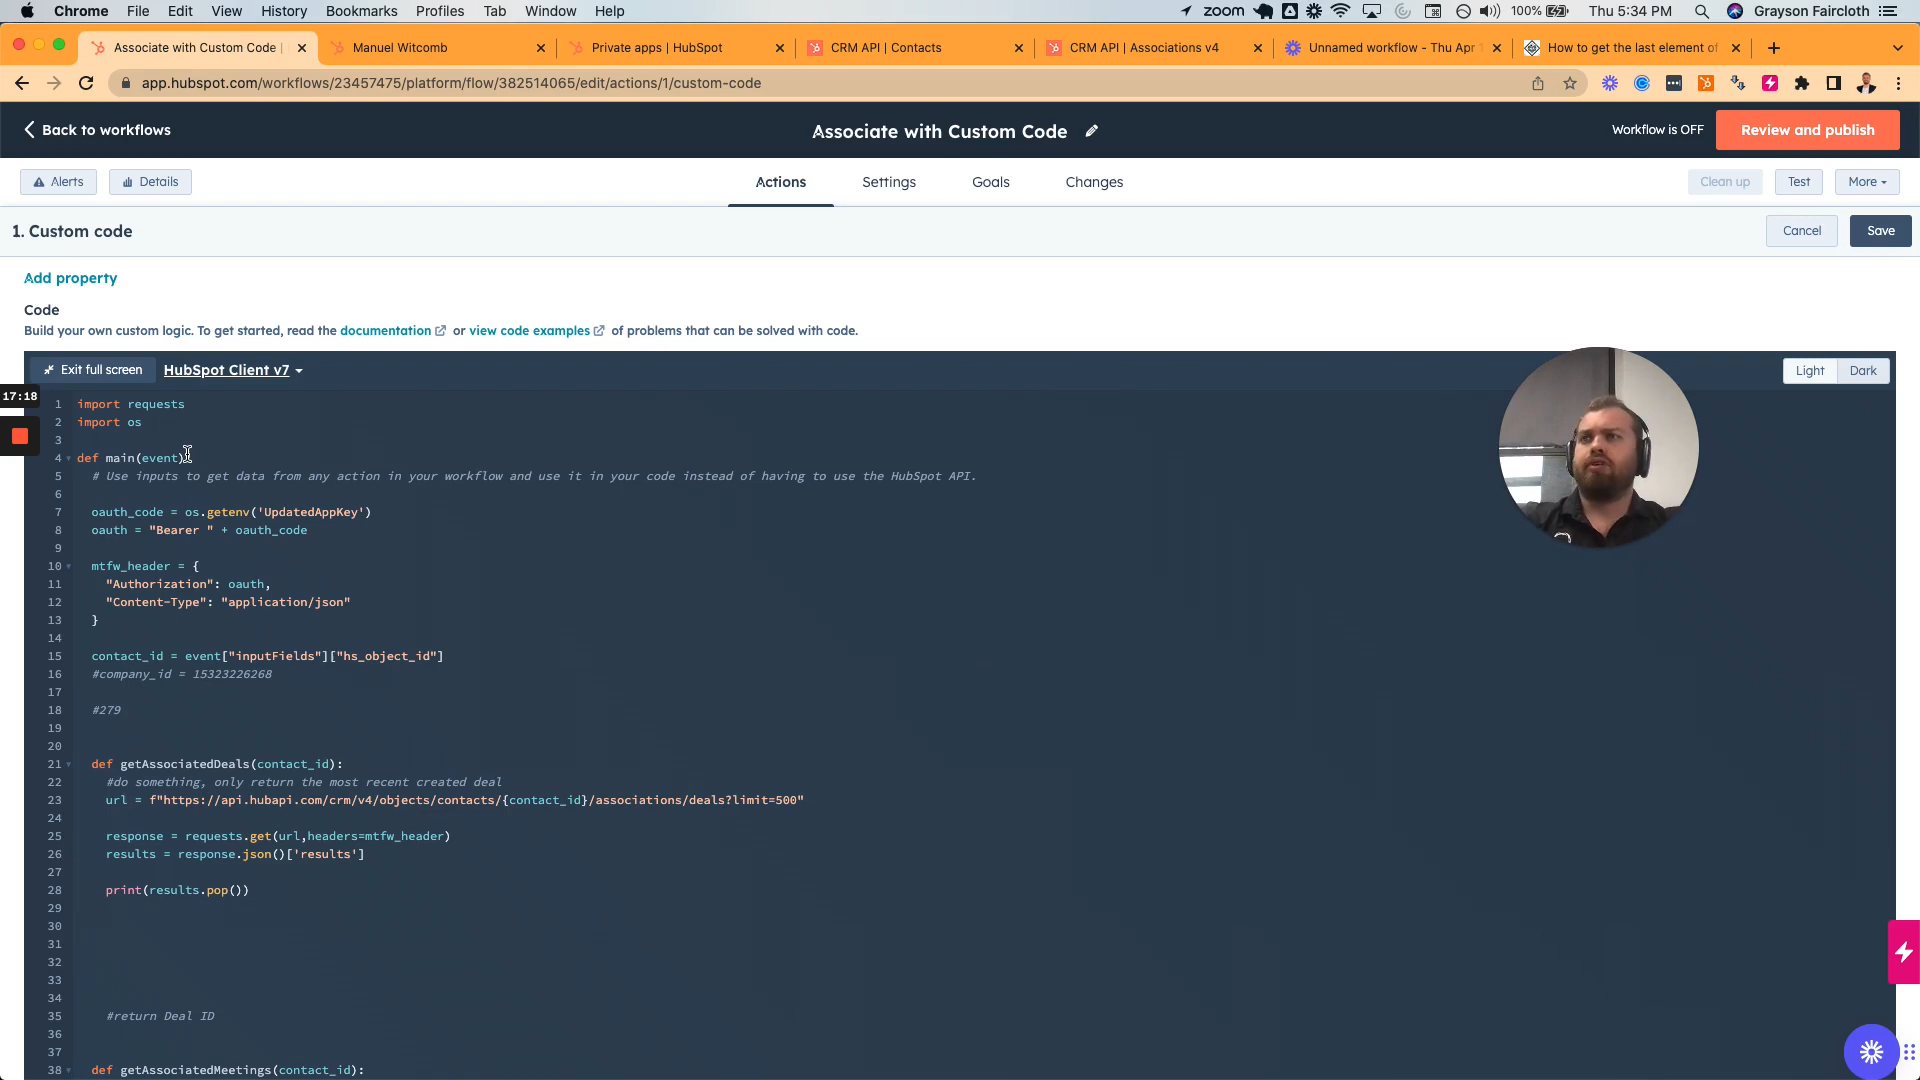 Chrome File Edit View History Bookmarks Profiles Tab Window Help zoom 100% Thu 5:34 PM Grayson Faircloth
Associate with Custom Code | Manuel Witcomb Private apps | HubSpot CRM API | Contacts CRM API | Associations v4 Unnamed workflow - Thu Apr 1 How to get the last element of
app.hubspot.com/workflows/23457475/platform/flow/382514065/edit/actions/1/custom-code
Back to workflows Associate with Custom Code Workflow is OFF Review and publish
Alerts Details Actions Settings Goals Changes Clean up Test More
1. Custom code Cancel Save
Add property
Code
Build your own custom logic. To get started, read the documentation or view code examples of problems that can be solved with code.
Exit full screen HubSpot Client v7 Light Dark
17:18
1 import requests
2 import os
3
4 def main(event):
5 # Use inputs to get data from any action in your workflow and use it in your code instead of having to use the HubSpot API.
6
7 oauth_code = os.getenv('UpdatedAppKey')
8 oauth = "Bearer " + oauth_code
9
10 mtfw_header = {
11 "Authorization": oauth,
12 "Content-Type": "application/json"
13 }
14
15 contact_id = event["inputFields"]["hs_object_id"]
16 #company_id = 15323226268
17
18 #279
19
20
21 def getAssociatedDeals(contact_id):
22 #do something, only return the most recent created deal
23 url = f"https://api.hubapi.com/crm/v4/objects/contacts/{contact_id}/associations/deals?limit=500"
24
25 response = requests.get(url,headers=mtfw_header)
26 results = response.json()['results']
27
28 print(results.pop())
29
30
31
32
33
34
35 #return Deal ID
36
37
38 def getAssociatedMeetings(contact_id):